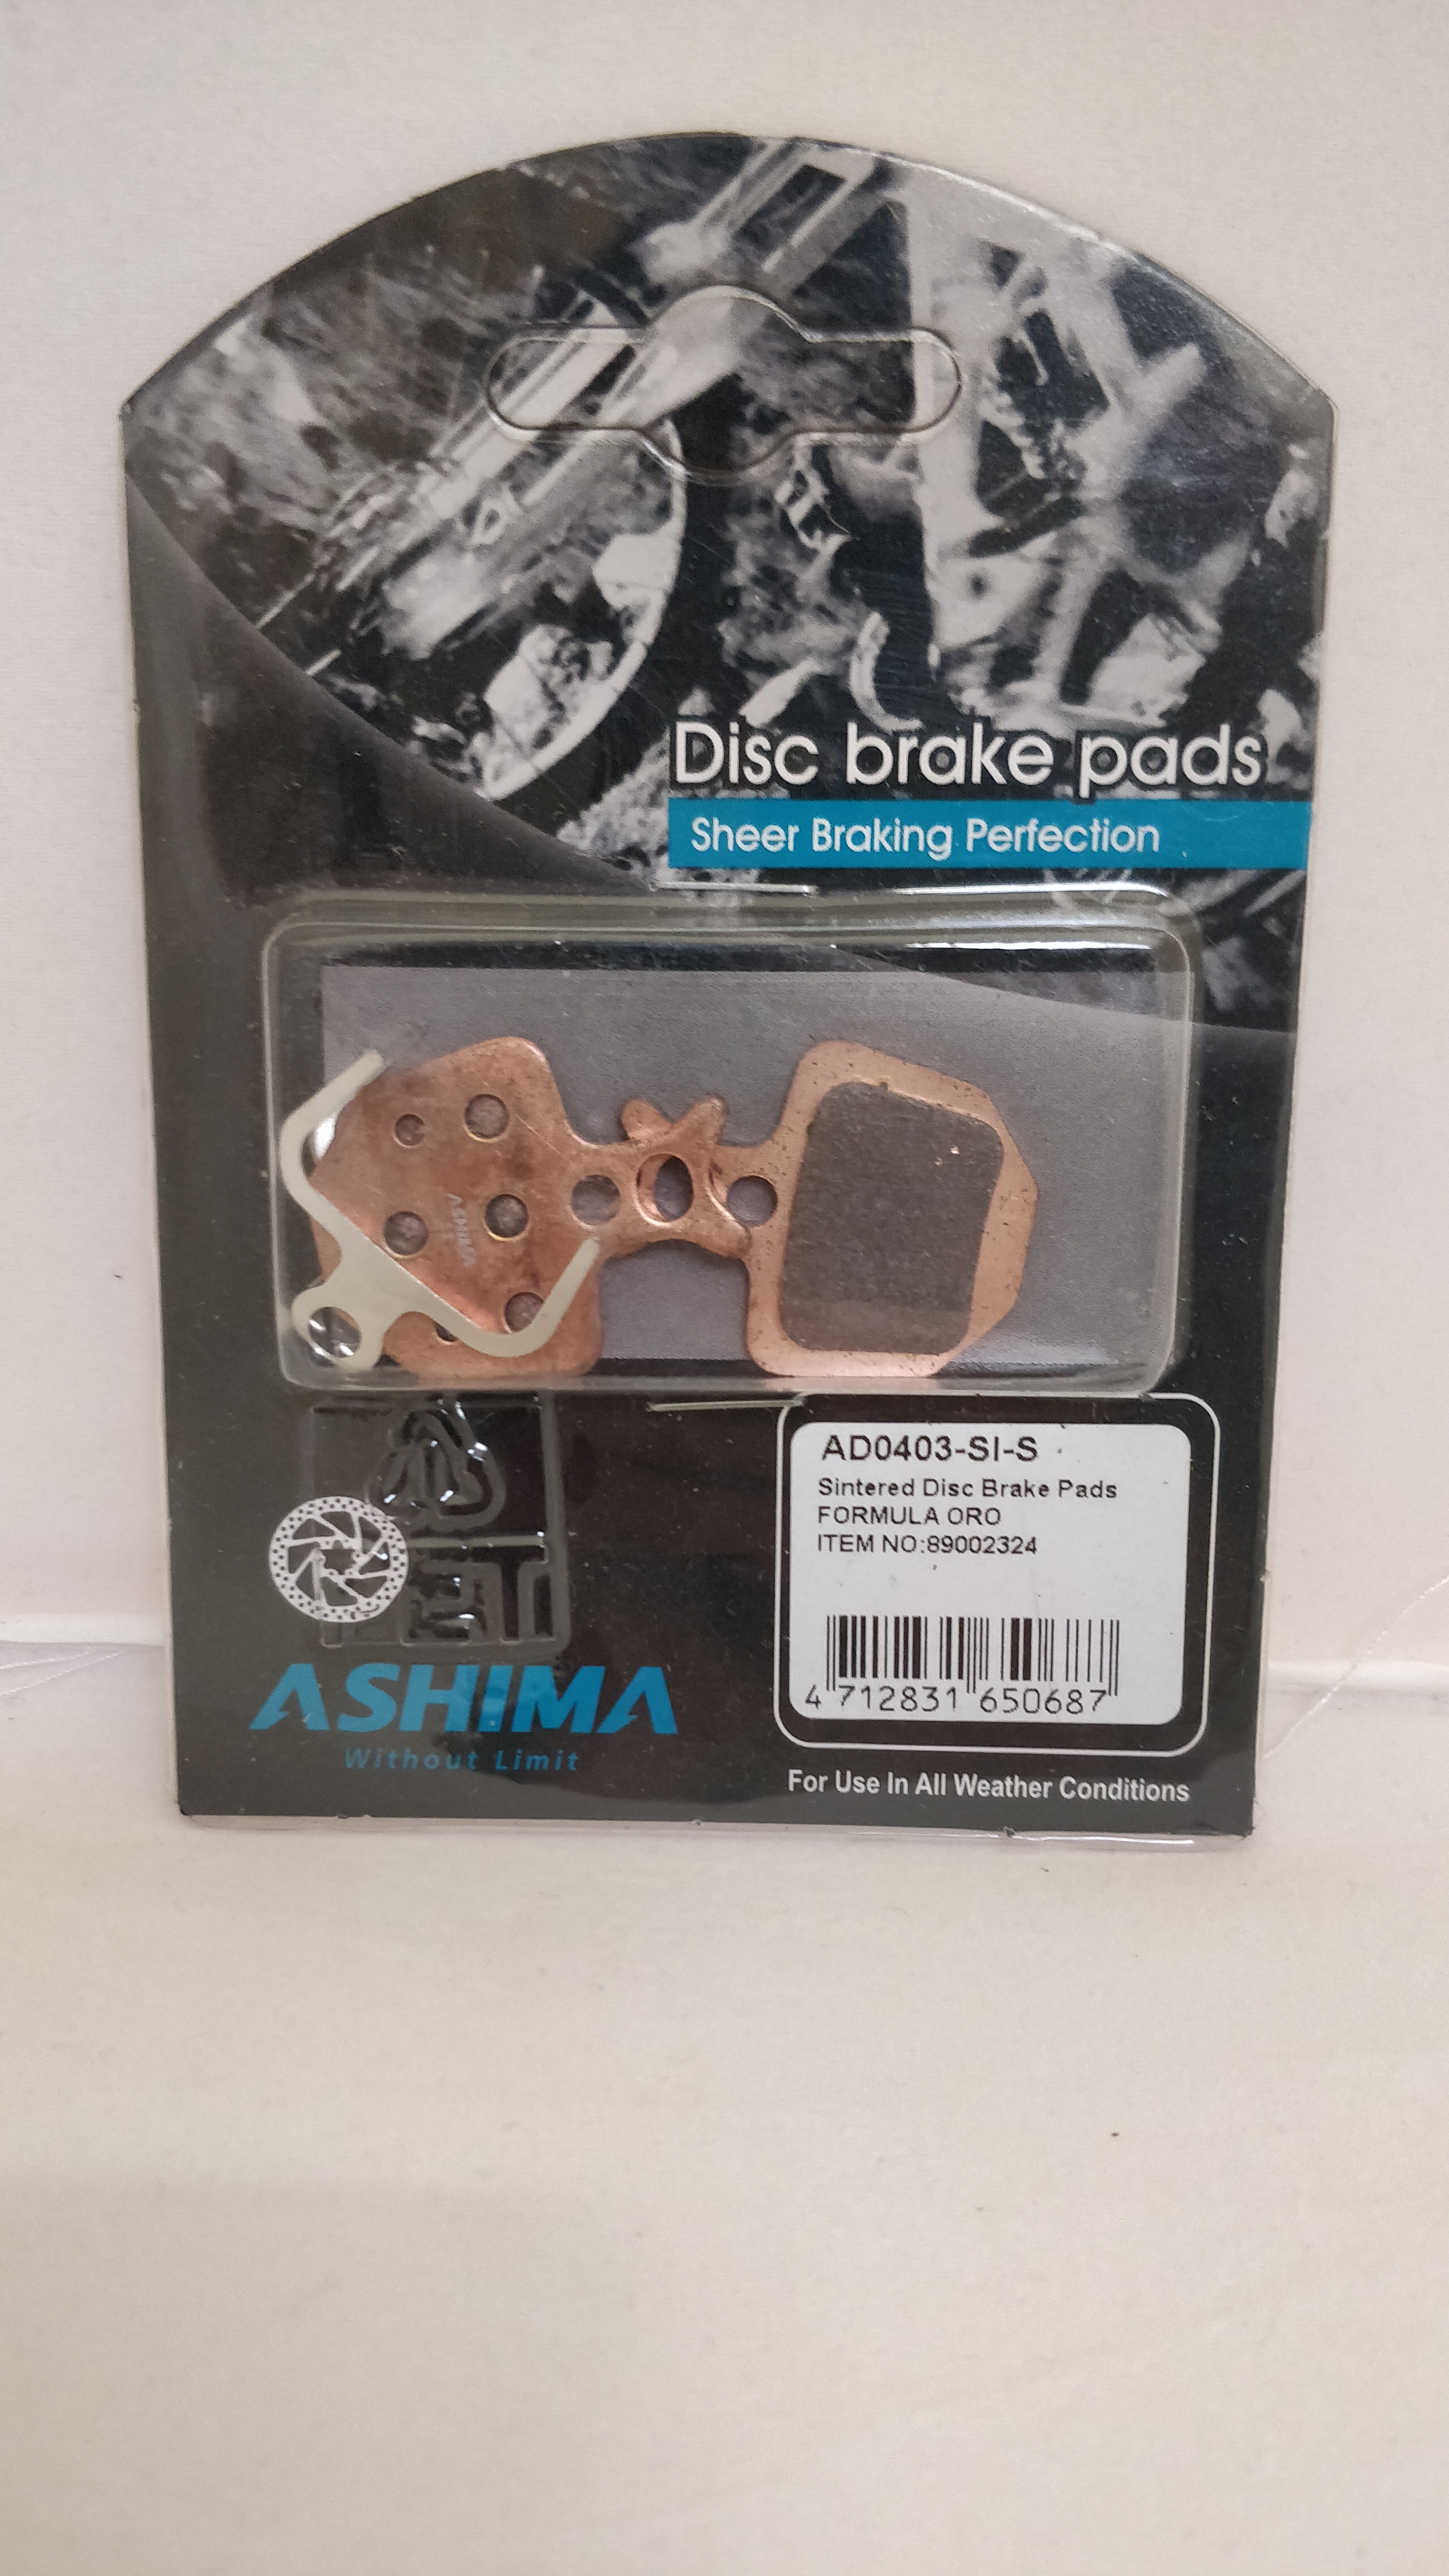 Disc brake pads
Sheer Braking Perfection
ASHIMA
AD0403-SI-S
Sintered Disc Brake Pads
FORMULA ORO
ITEM NO:89002324
4 712831 650687
PET
ASHIMA
Without Limit
For Use In All Weather Conditions